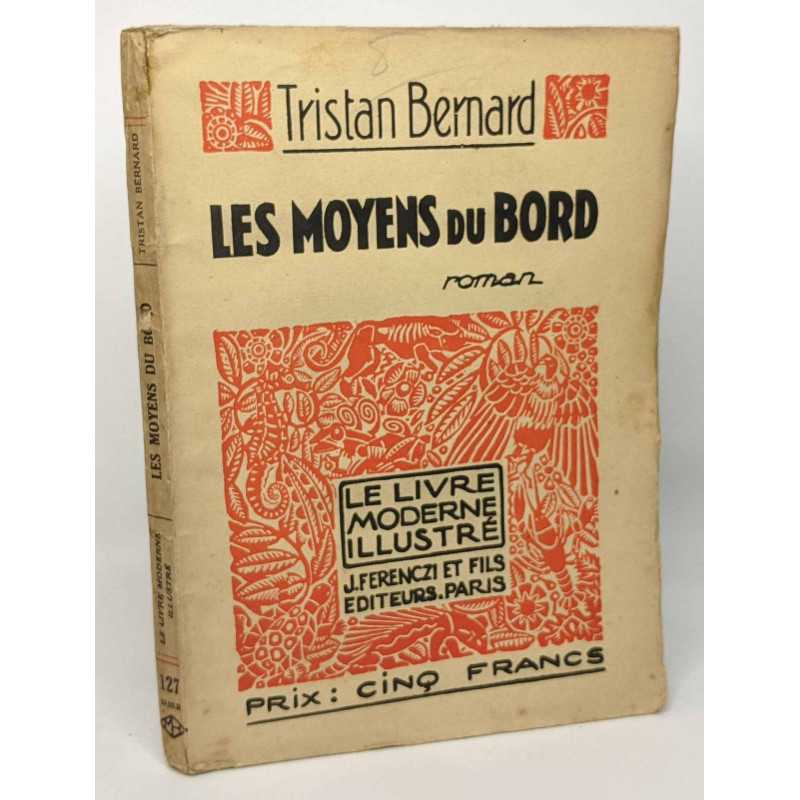 8
Tristan Bernard
LES MOYENS DU BORD
roman
LE LIVRE
MODERNE
ILLUSTRÉ
J. FERENCZI ET FILS
EDITEURS. PARIS
PRIX : CINQ FRANCS
TRISTAN BERNARD
LES MOYENS DU BORD
LE LIVRE MODERNE
ILLUSTRÉ
127